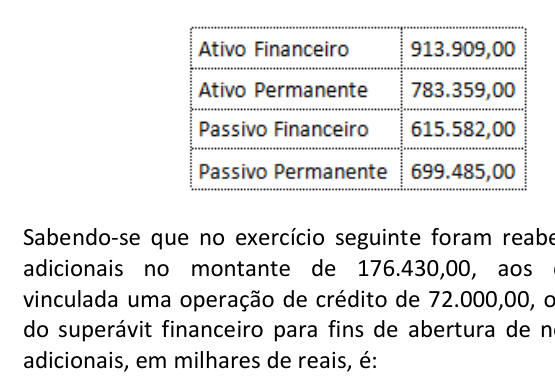 Ativo Financeiro 913.909,00
Ativo Permanente 783.359,00
Passivo Financeiro 615.582,00
Passivo Permanente 699.485,00
Sabendo-se que no exercício seguinte foram
adicionais no montante de 176.430,00, aos
vinculada uma operação de crédito de 72.000,00,
do superávit financeiro para fins de abertura de
adicionais, em milhares de reais, é: